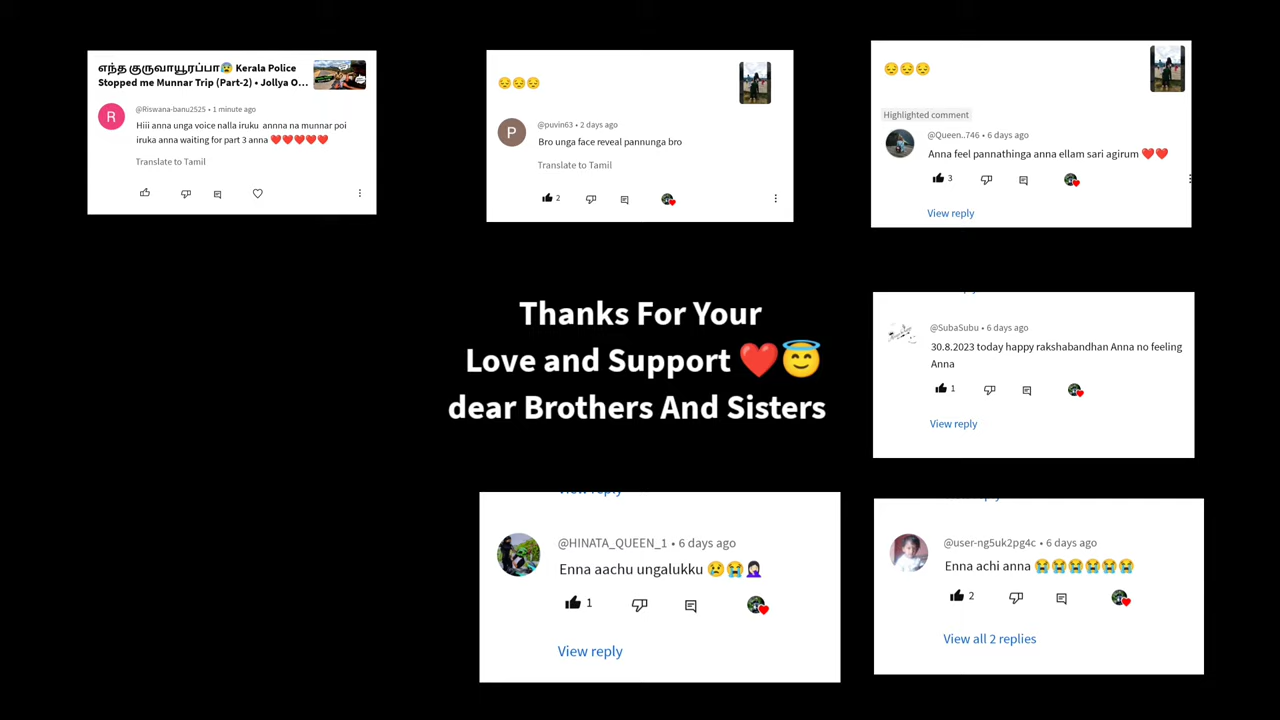 எந்த குருவாயூரப்பா😰 Kerala Police
Stopped me Munnar Trip (Part-2) • Jollya O...
R
@Riswana-banu2525 • 1 minute ago
Hiii anna unga voice nalla iruku annna na munnar poi
iruka anna waiting for part 3 anna ❤️❤️❤️❤️❤️
Translate to Tamil
😔😔😔
P
@puvin63 • 2 days ago
Bro unga face reveal pannunga bro
Translate to Tamil
2
😔😔😔
Highlighted comment
@Queen..746 • 6 days ago
Anna feel pannathinga anna ellam sari agirum ❤️❤️
3
View reply
Thanks For Your
Love and Support ❤️😇
dear Brothers And Sisters
@SubaSubu • 6 days ago
30.8.2023 today happy rakshabandhan Anna no feeling
Anna
1
View reply
View reply
@HINATA_QUEEN_1 • 6 days ago
Enna aachu ungalukku 😢😭🤦🏻‍♀️
1
View reply
@user-ng5uk2pg4c • 6 days ago
Enna achi anna 😭😭😭😭😭😭
2
View all 2 replies